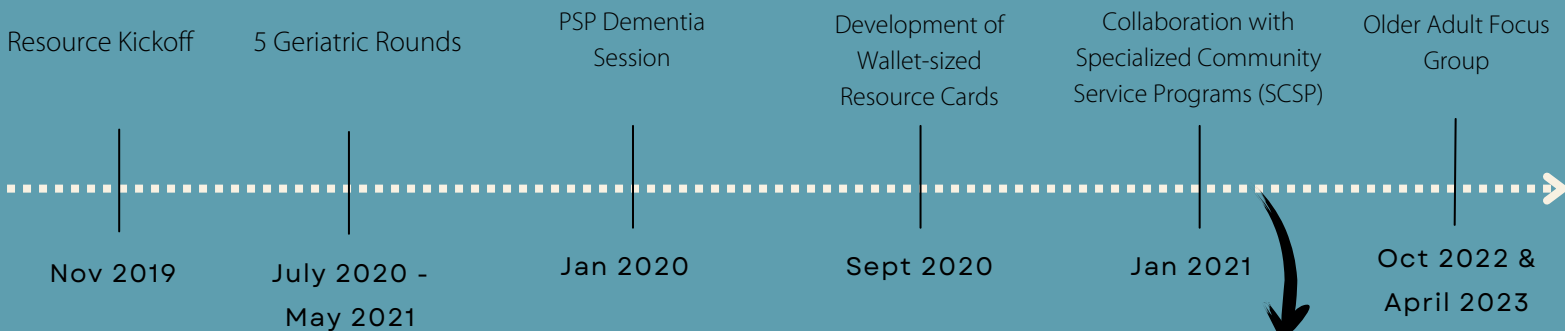 Resource Kickoff
5 Geriatric Rounds
PSP Dementia
Session
Development of
Wallet-sized
Resource Cards
Collaboration with
Specialized Community
Service Programs (SCSP)
Older Adult Focus
Group
Nov 2019
July 2020 -
May 2021
Jan 2020
Sept 2020
Jan 2021
Oct 2022 &
April 2023